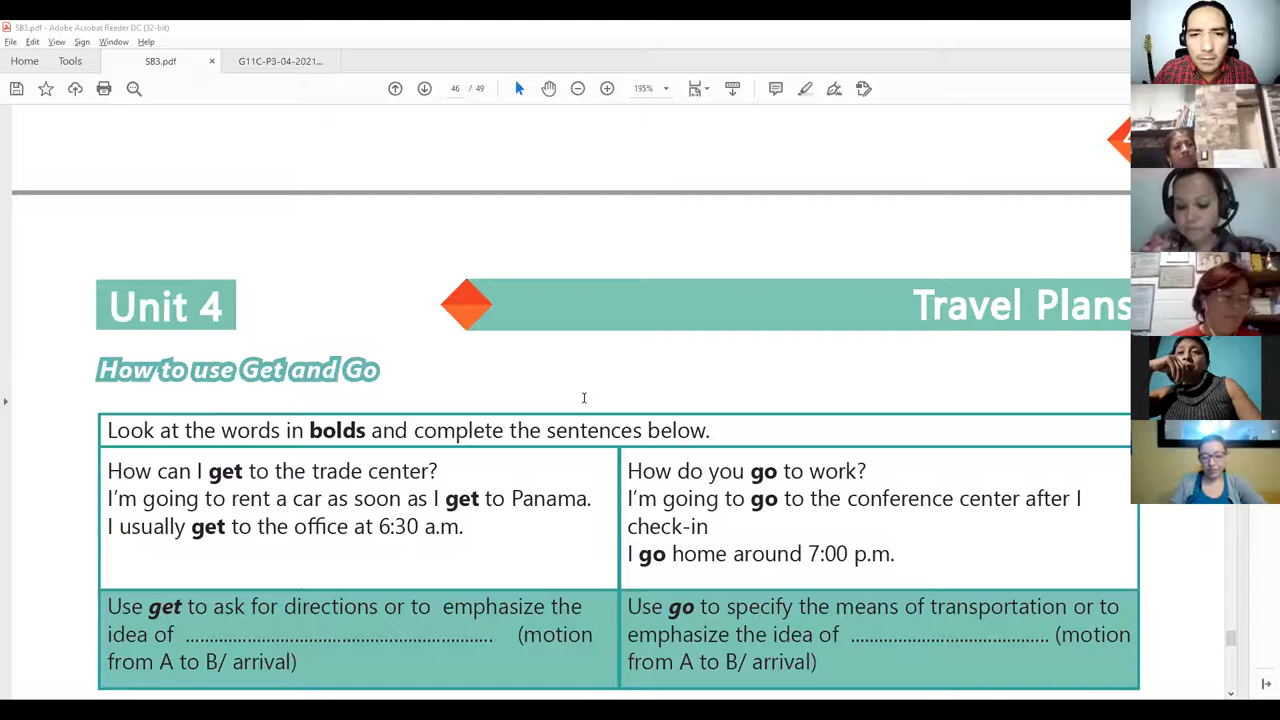 SB3.pdf - Adobe Acrobat Reader DC (32-bit)
File Edit View Sign Window Help
Home Tools SB3.pdf × G11C-P3-04-2021...
46 / 49 195%
Unit 4
Travel Plans
How to use Get and Go
Look at the words in bolds and complete the sentences below.
How can I get to the trade center?
I'm going to rent a car as soon as I get to Panama.
I usually get to the office at 6:30 a.m.
How do you go to work?
I'm going to go to the conference center after I
check-in
I go home around 7:00 p.m.
Use get to ask for directions or to emphasize the
idea of ................................................................... (motion
from A to B/ arrival)
Use go to specify the means of transportation or to
emphasize the idea of ........................................... (motion
from A to B/ arrival)